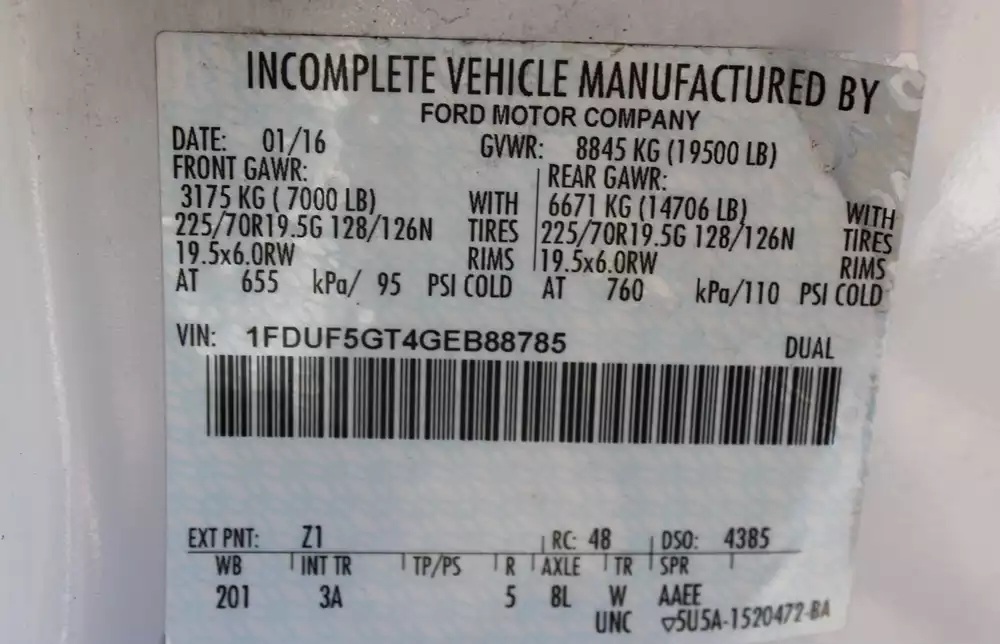 INCOMPLETE VEHICLE MANUFACTURED BY
FORD MOTOR COMPANY
DATE: 01/16 GVWR: 8845 KG (19500 LB)
FRONT GAWR: REAR GAWR:
3175 KG ( 7000 LB) WITH 6671 KG (14706 LB) WITH
225/70R19.5G 128/126N TIRES 225/70R19.5G 128/126N TIRES
19.5x6.0RW RIMS 19.5x6.0RW RIMS
AT 655 kPa/ 95 PSI COLD AT 760 kPa/110 PSI COLD
VIN: 1FDUF5GT4GEB88785 DUAL
EXT PNT: Z1 RC: 48 DSO: 4385
WB INT TR TP/PS R AXLE TR SPR
201 3A 5 8L W AAEE
UNC ▽5U5A-1520472-BA